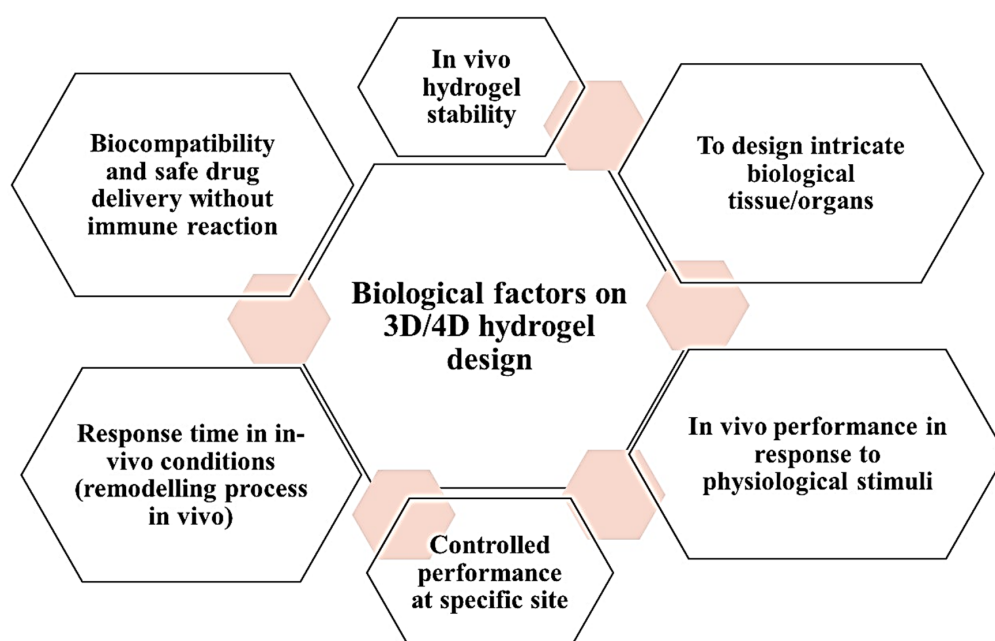 In vivo
hydrogel
stability
Biocompatibility
and safe drug
delivery without
immune reaction
To design intricate
biological
tissue/organs
Biological factors on
3D/4D hydrogel
design
Response time in in-
vivo conditions
(remodelling process
in vivo)
In vivo performance in
response to
physiological stimuli
Controlled
performance
at specific site